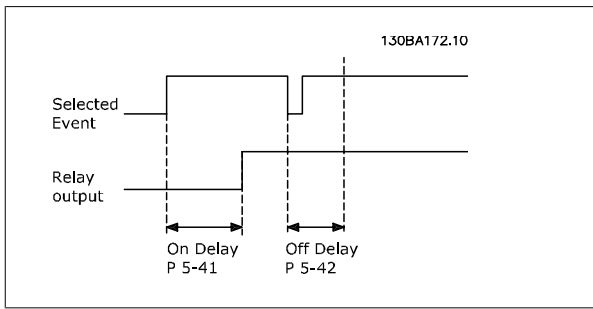 130BA172.10
Selected
Event
Relay
output
On Delay
P 5-41
Off Delay
P 5-42